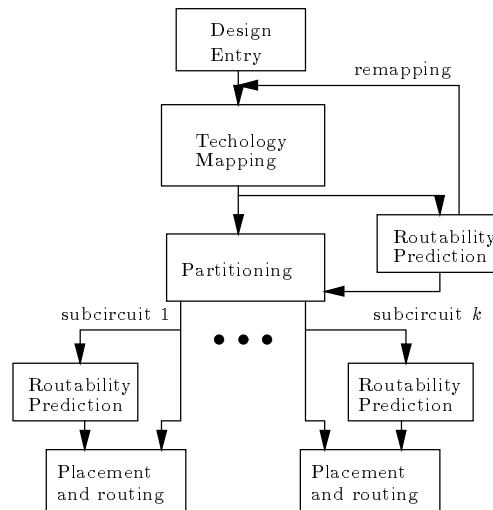 Design
Entry
remapping
Techology
Mapping
Routability
Prediction
Partitioning
subcircuit 1
subcircuit k
Routability
Prediction
Routability
Prediction
Placement
and routing
Placement
and routing